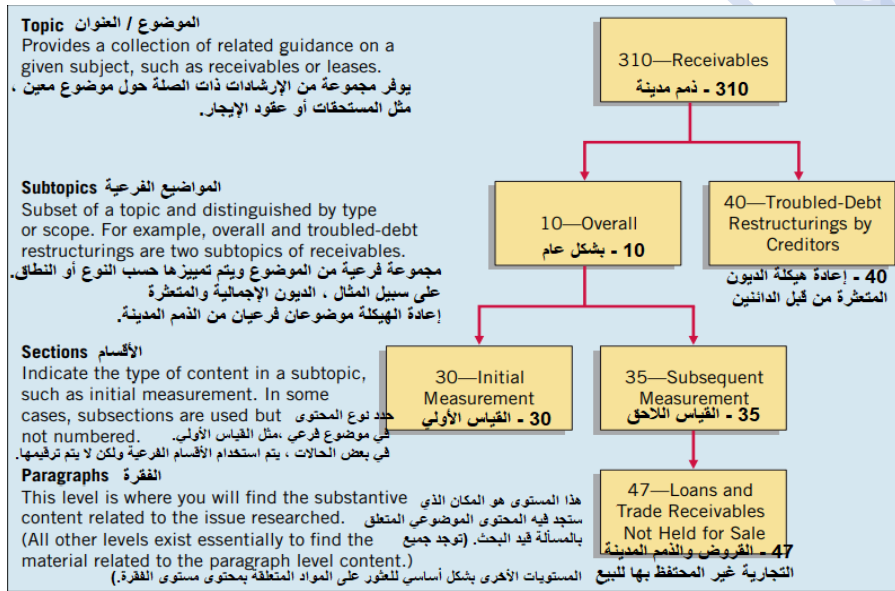 Topic الموضوع / العنوان
Provides a collection of related guidance on a
given subject, such as receivables or leases.
يوفر مجموعة من الإرشادات ذات الصلة حول موضوع معين ،
مثل المستحقات أو عقود الإيجار.
310—Receivables
310 - ذمم مدينة
Subtopics المواضيع الفرعية
Subset of a topic and distinguished by type
or scope. For example, overall and troubled-debt
restructurings are two subtopics of receivables.
مجموعة فرعية من الموضوع ويتم تمييزها حسب النوع أو النطاق.
على سبيل المثال ، الديون الإجمالية والمتعثرة
إعادة الهيكلة موضوعان فرعيان من الذمم المدينة.
10—Overall
10 - بشكل عام
40—Troubled-Debt
Restructurings by
Creditors
40 - إعادة هيكلة الديون
المتعثرة من قبل الدائنين
Sections الأقسام
Indicate the type of content in a subtopic,
such as initial measurement. In some
cases, subsections are used but حدد نوع المحتوى
not numbered. في موضوع فرعي ،مثل القياس الأولي.
في بعض الحالات ، يتم استخدام الأقسام الفرعية ولكن لا يتم ترقيمها.
30—Initial
Measurement
30 - القياس الأولي
35—Subsequent
Measurement
35 - القياس اللاحق
Paragraphs الفقرة
This level is where you will find the substantive هذا المستوى هو المكان الذي
content related to the issue researched. ستجد فيه المحتوى الموضوعي المتعلق
(All other levels exist essentially to find the بالمسألة قيد البحث. (توجد جميع
material related to the paragraph level content.)
المستويات الأخرى بشكل أساسي للعثور على المواد المتعلقة بمحتوى مستوى الفقرة.)
47—Loans and
Trade Receivables
Not Held for Sale
47 - القروض والذمم المدينة
التجارية غير المحتفظ بها للبيع